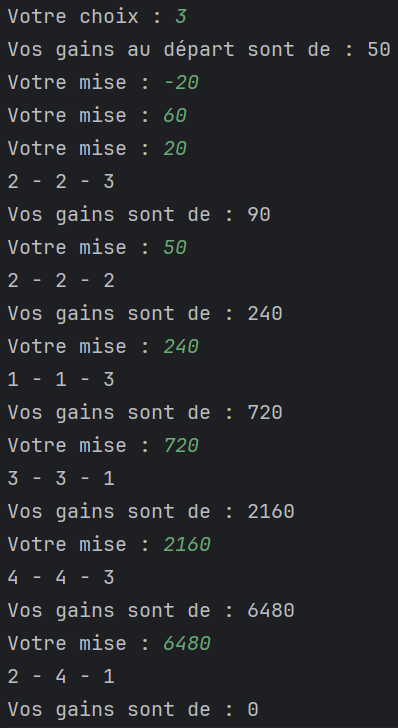 Votre choix : 3
Vos gains au départ sont de : 50
Votre mise : -20
Votre mise : 60
Votre mise : 20
2 - 2 - 3
Vos gains sont de : 90
Votre mise : 50
2 - 2 - 2
Vos gains sont de : 240
Votre mise : 240
1 - 1 - 3
Vos gains sont de : 720
Votre mise : 720
3 - 3 - 1
Vos gains sont de : 2160
Votre mise : 2160
4 - 4 - 3
Vos gains sont de : 6480
Votre mise : 6480
2 - 4 - 1
Vos gains sont de : 0